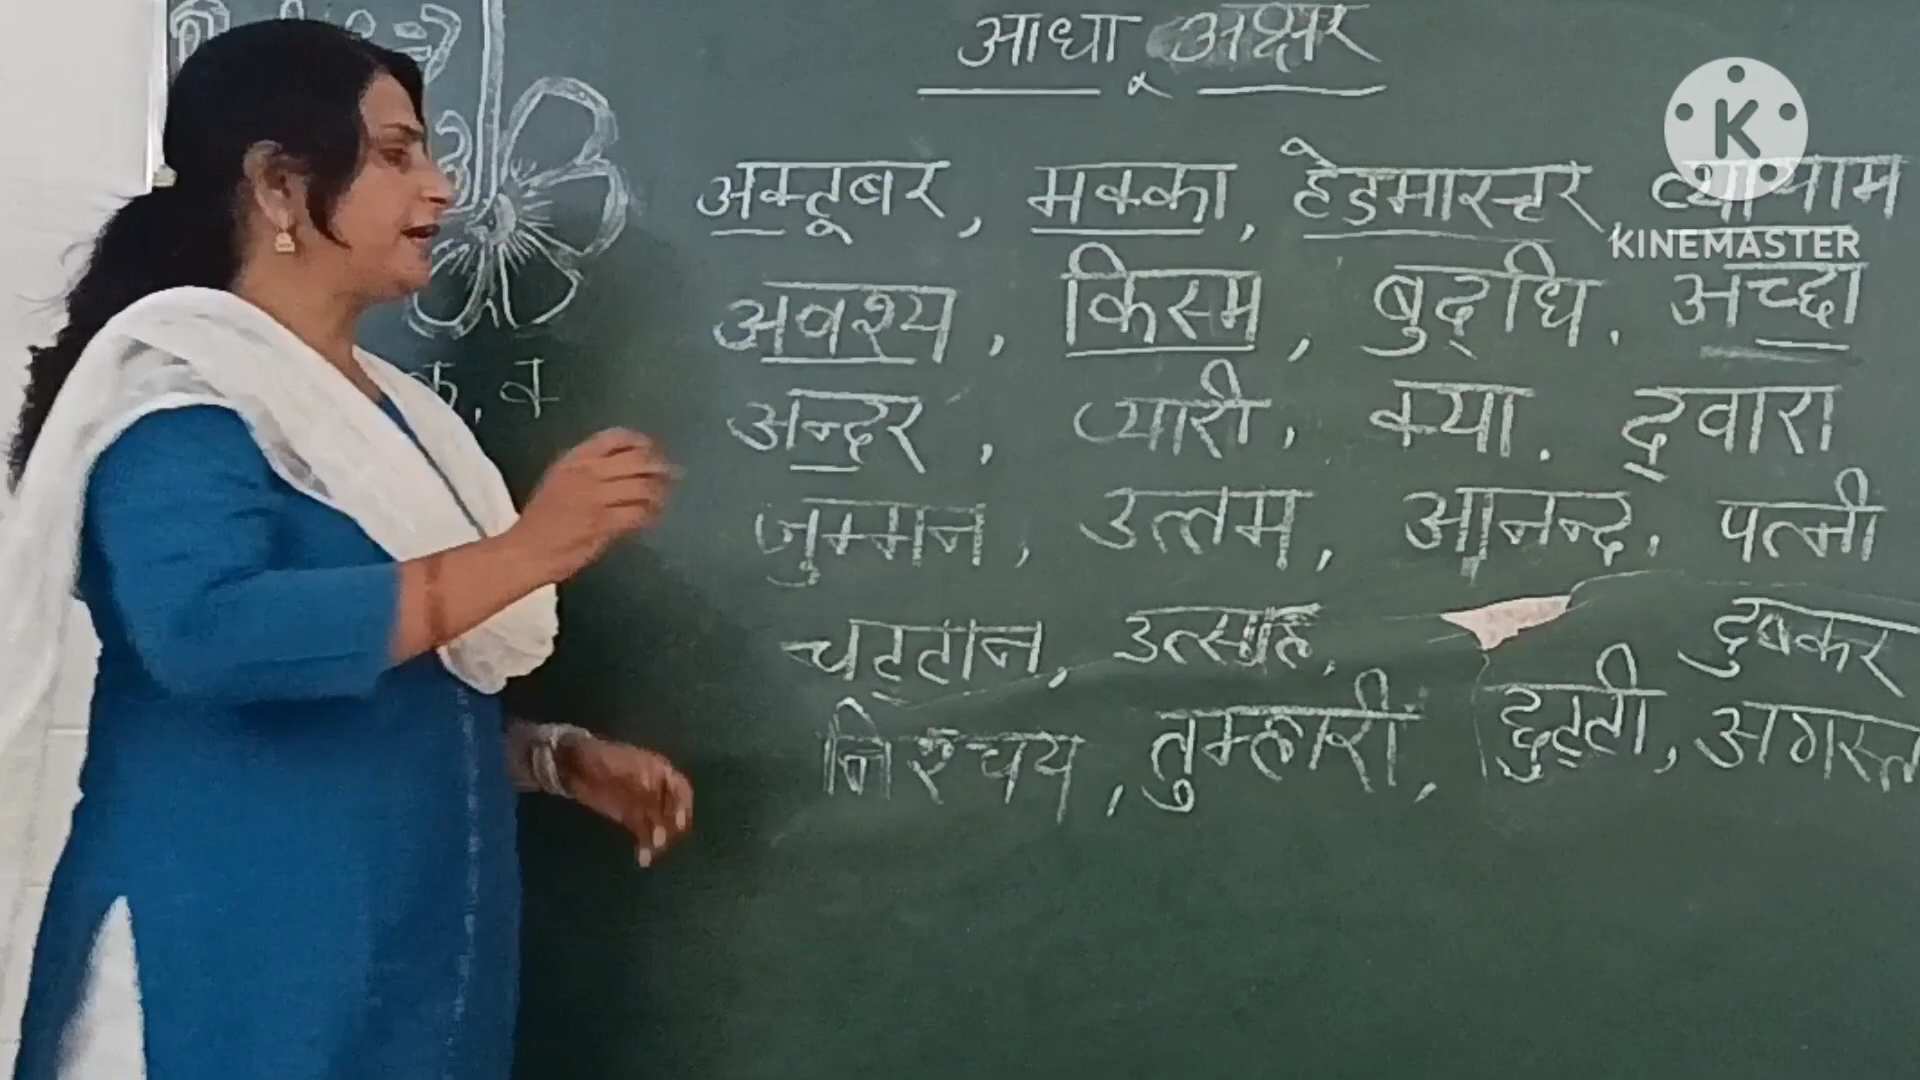 आधा अक्षर
अक्टूबर, मक्का, हेडमास्टर, व्यायाम
अवश्य, किस्म, बुद्धि, अच्छा
अन्दर, प्यारी, क्या, द्वारा
जुम्मन, उत्तम, आनन्द, पत्नी
चट्टान, उत्साह, दुबककर
निश्चय, तुम्हारी, छुट्टी, अगस्त
क, क्
K
KINEMASTER